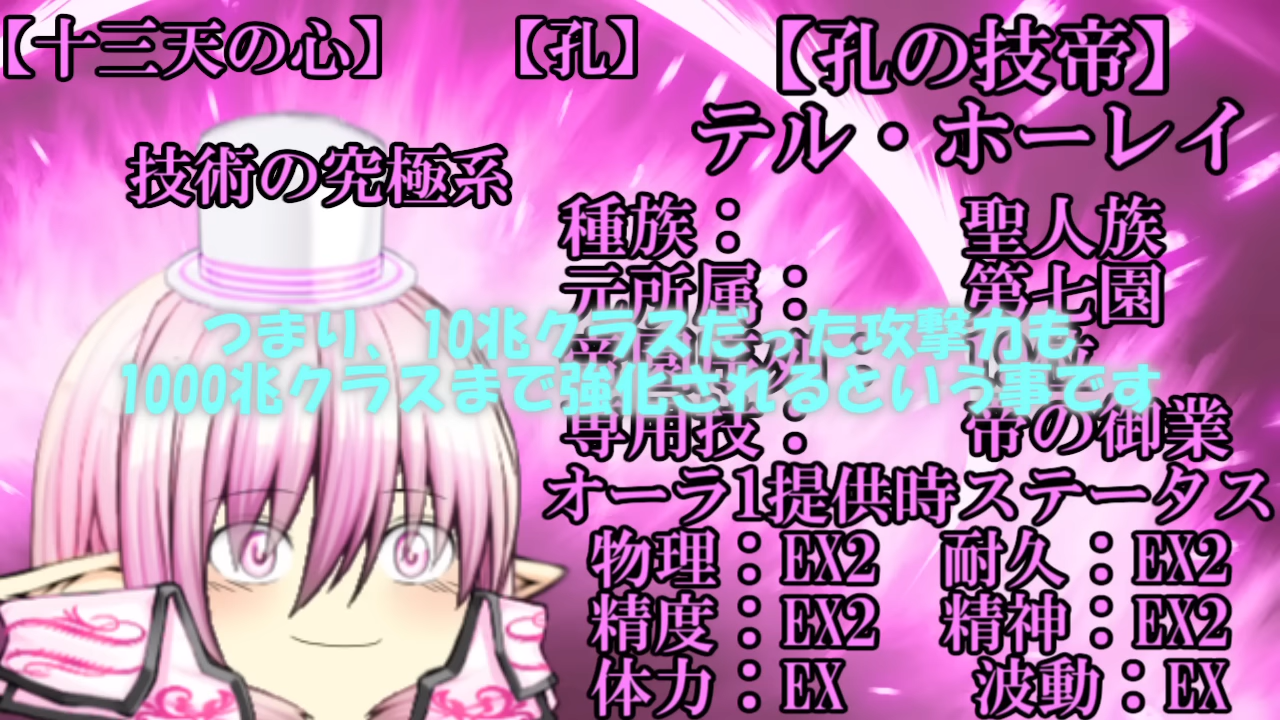 【十三天の心】
【孔】
【孔の技帝】
テル・ホーレイ
技術の究極系
種族：
聖人族
元所属：
第七園
つまり、10兆クラスだった攻撃力も
1000兆クラスまで強化されるという事です
専用技：
帝の御業
オーラ1提供時ステータス
物理：EX2
耐久：EX2
精度：EX2
精神：EX2
体力：EX
波動：EX